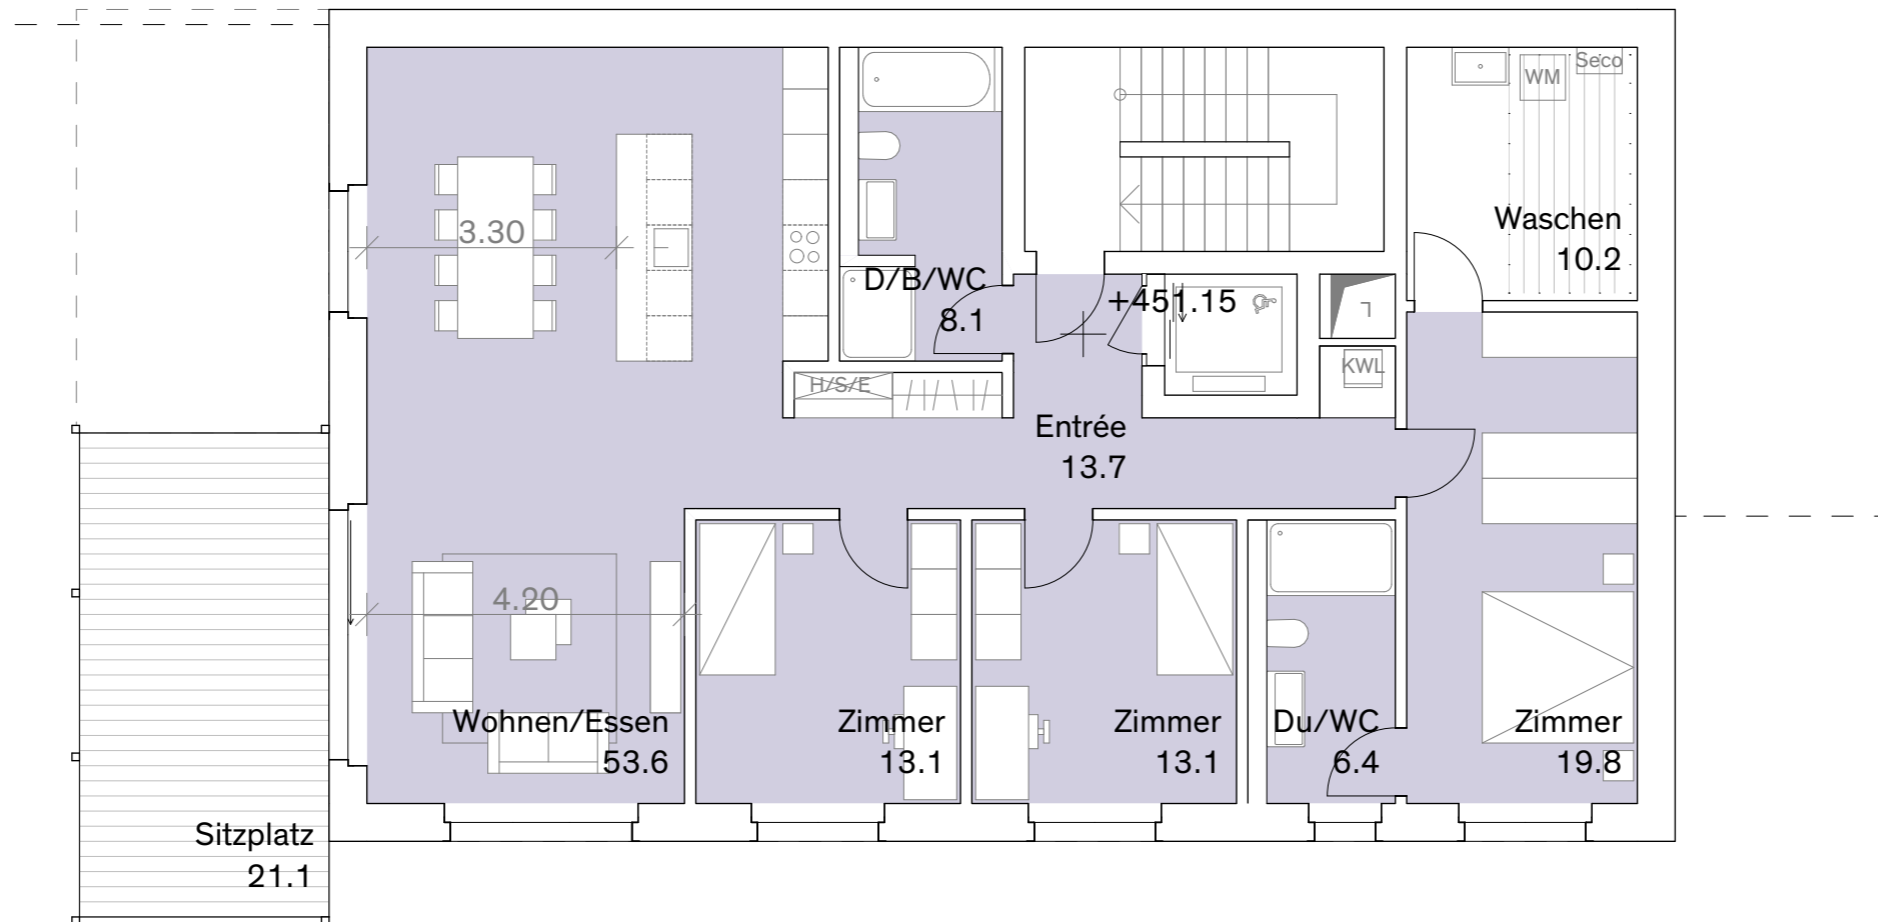 Seco
WM
Waschen
10.2
3.30
D/B/WC
8.1
+451.15
L
KWL
H/S/E
Entrée
13.7
4.20
Wohnen/Essen
53.6
Zimmer
13.1
Zimmer
13.1
Du/WC
6.4
Zimmer
19.8
Sitzplatz
21.1